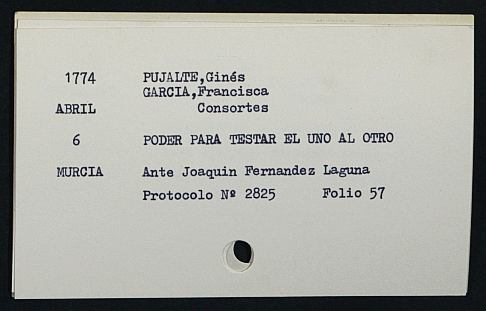 1774 PUJALTE,Ginés
GARCIA,Francisca
ABRIL Consortes
6 PODER PARA TESTAR EL UNO AL OTRO
MURCIA Ante Joaquin Fernandez Laguna
Protocolo Nº 2825 Folio 57